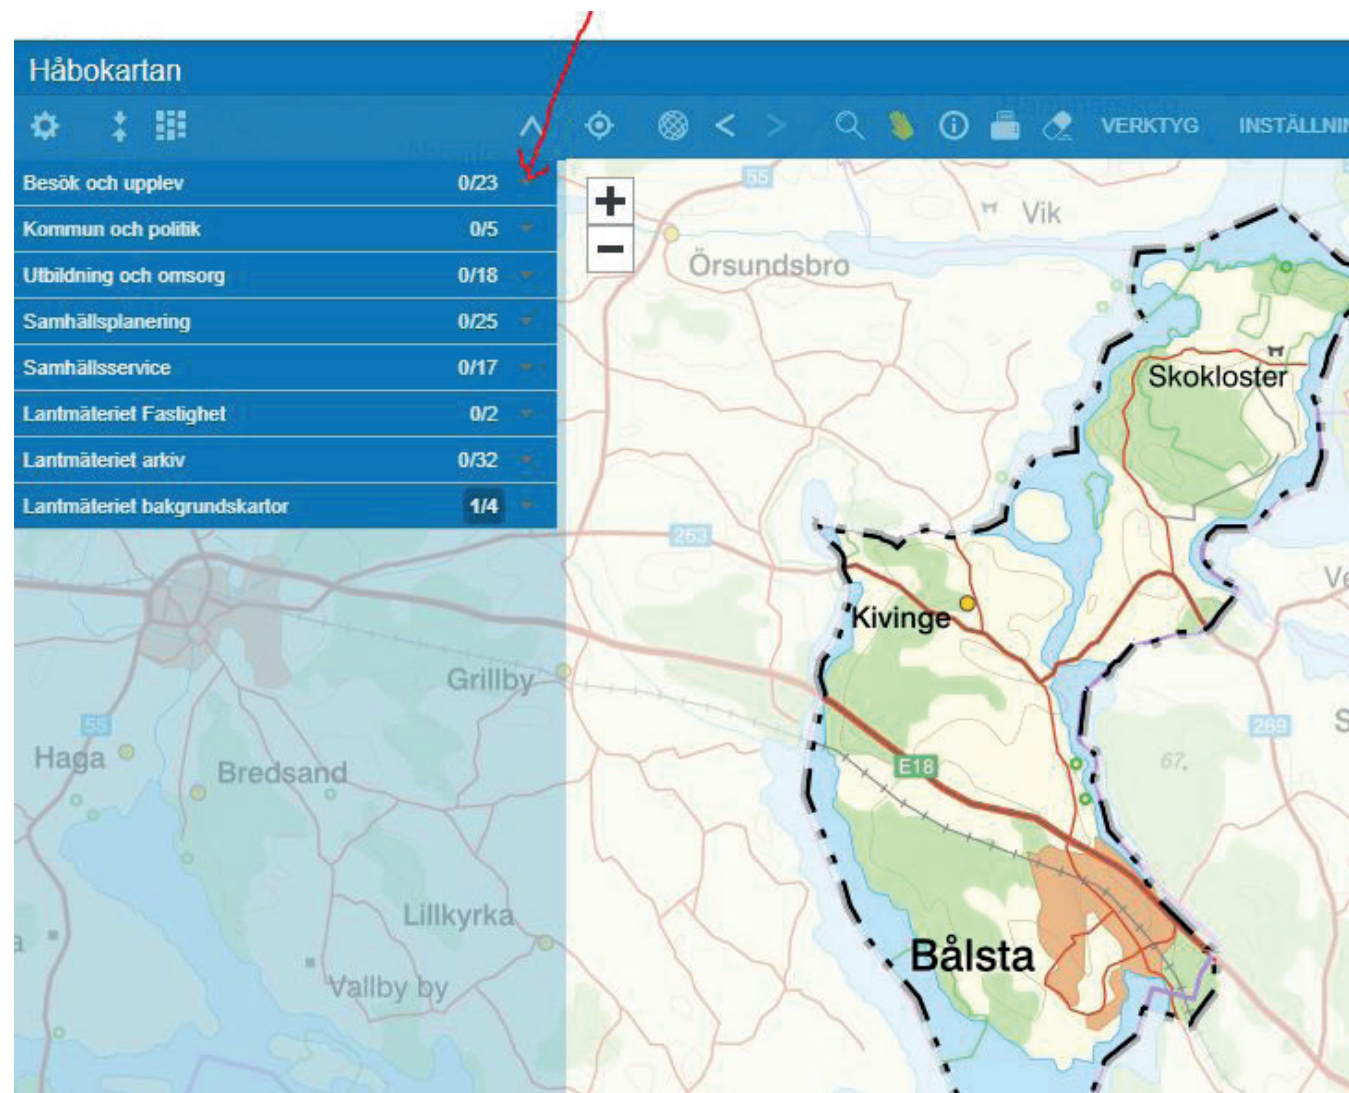 Håbokartan
VERKTYG
INSTÄLLNIN
Besök och upplev 0/23
Kommun och politik 0/5
Utbildning och omsorg 0/18
Samhällsplanering 0/25
Samhällsservice 0/17
Lantmäteriet Fastighet 0/2
Lantmäteriet arkiv 0/32
Lantmäteriet bakgrundskartor 1/4
55
Vik
Örsundsbro
Skokloster
263
Kivinge
Grillby
55
269
Haga
Bredsand
E18
67.
Lillkyrka
Bålsta
Vallby by